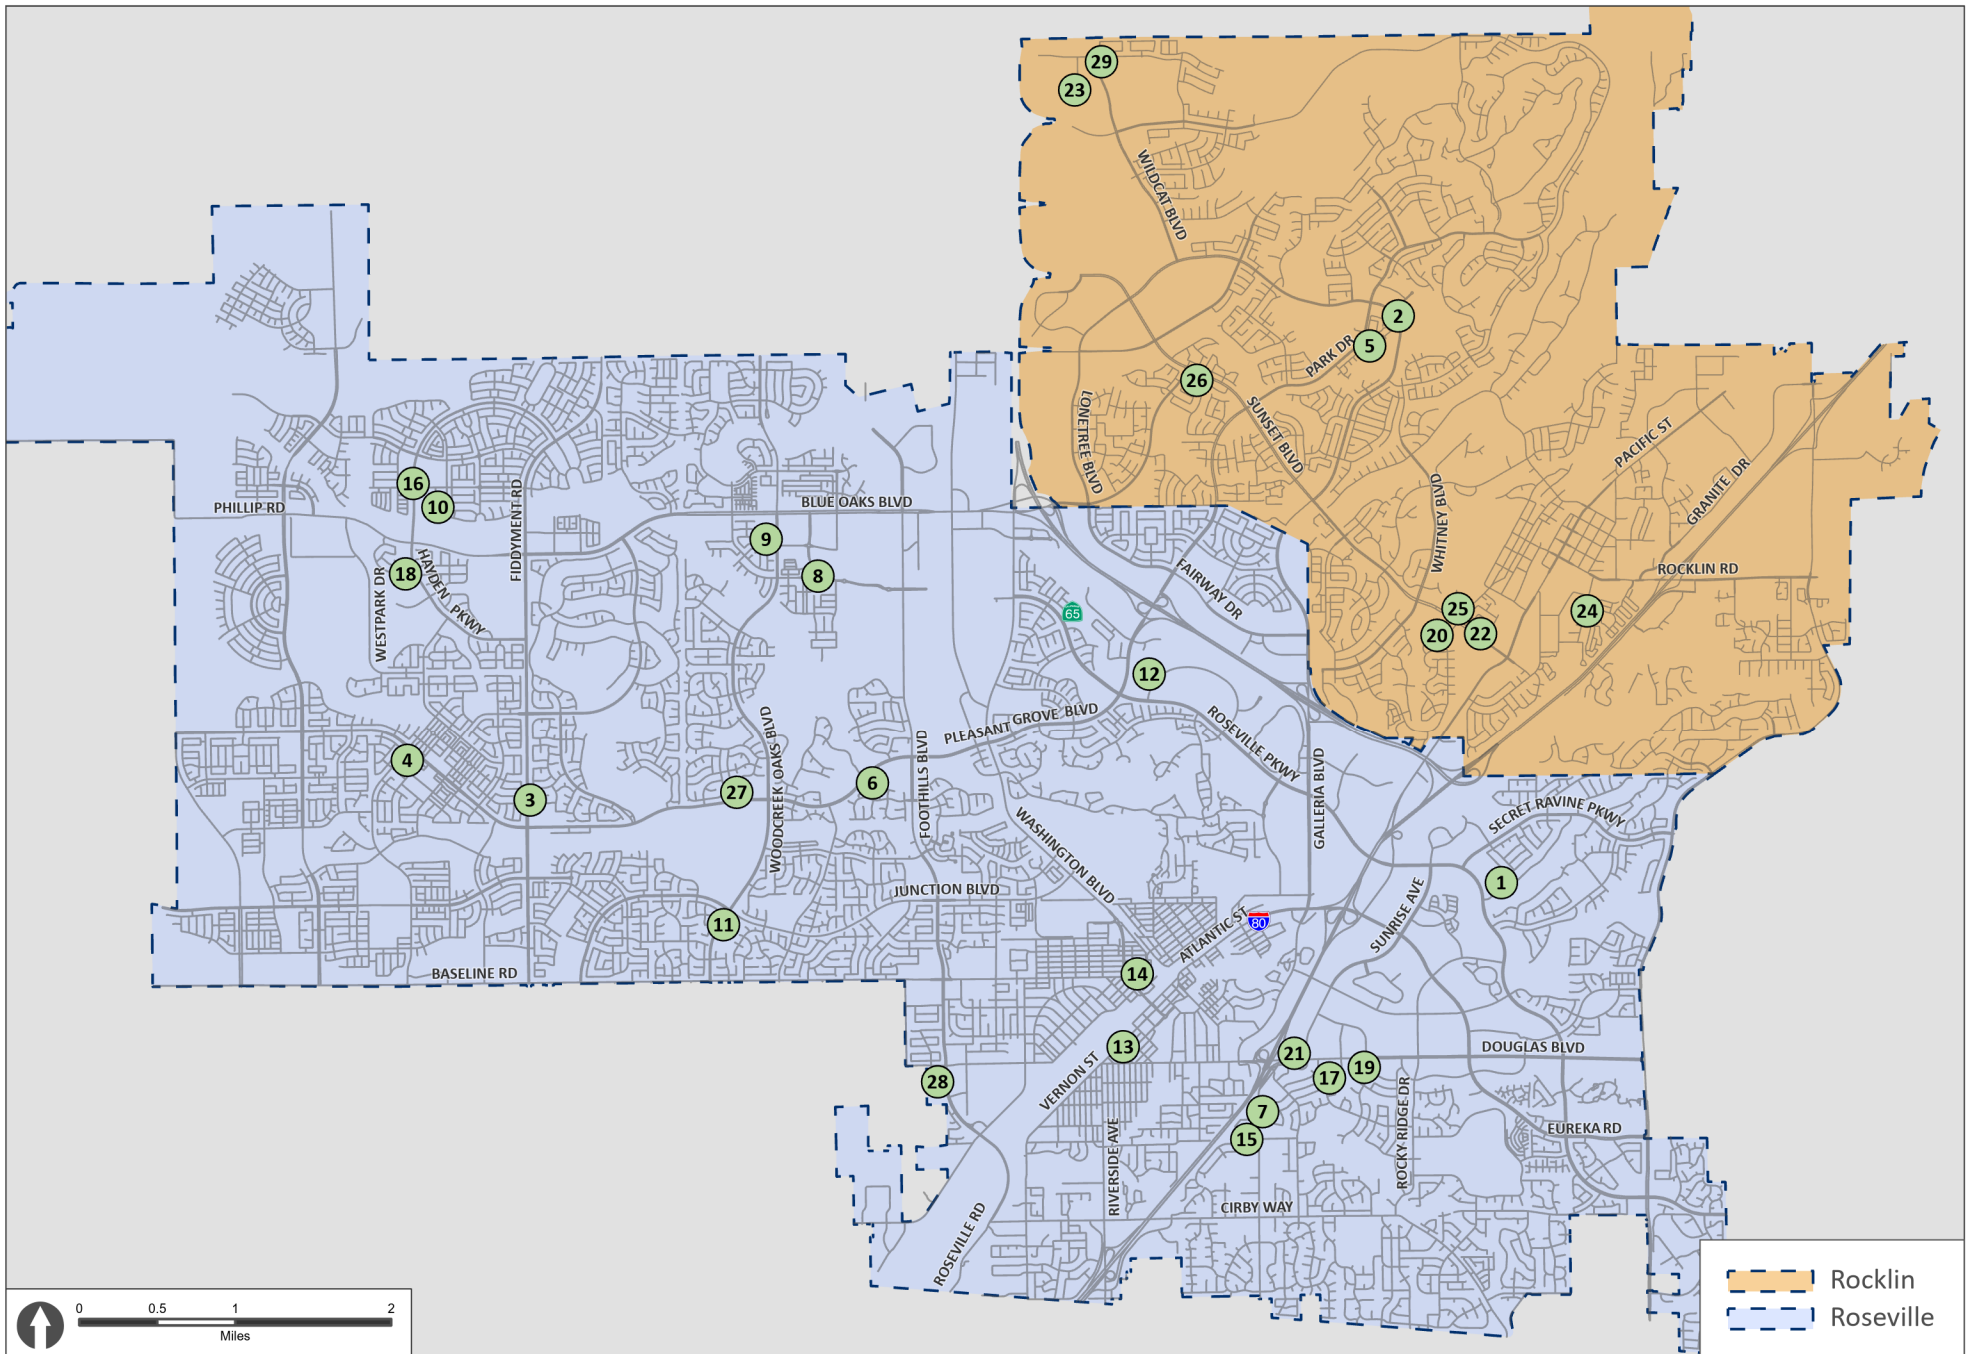 29
23
WILDCAT BLVD
2
5
PARK DR
26
LONETREE BLVD
SUNSET BLVD
PACIFIC ST
GRANITE DR
WHITNEY BLVD
ROCKLIN RD
16
10
PHILLIP RD
FIDDYMENT RD
BLUE OAKS BLVD
9
8
18
HAYDEN PKWY
WESTPARK DR
FAIRWAY DR
65
25
24
20
22
12
PLEASANT GROVE BLVD
ROSEVILLE PKWY
GALLERIA BLVD
WOODCREEK OAKS BLVD
FOOTHILLS BLVD
4
3
27
6
WASHINGTON BLVD
SECRET RAVINE PKWY
JUNCTION BLVD
1
11
ATLANTIC ST
80
SUNRISE AVE
BASELINE RD
14
13
VERNON ST
21
17
19
DOUGLAS BLVD
28
7
15
RIVERSIDE AVE
ROCKY RIDGE DR
EUREKA RD
CIRBY WAY
ROSEVILLE RD
0 0.5 1 2
Miles
Rocklin
Roseville